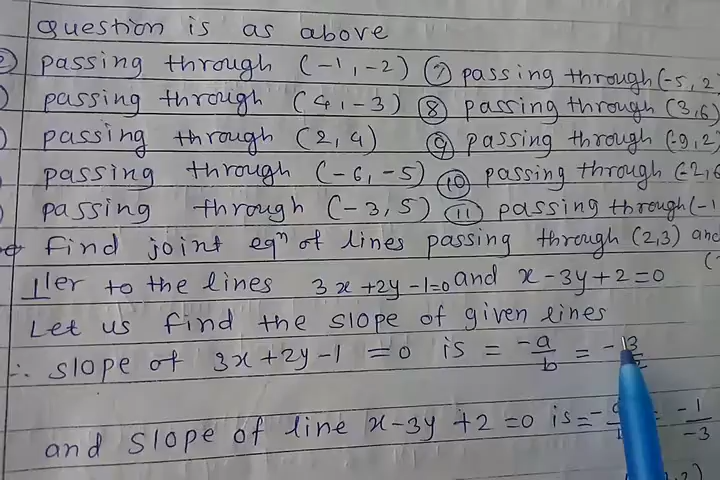 question is as above
passing through (-1,-2) ⑦ passing through (-5, 2
passing through (4,-3) ⑧ passing through (3,6)
passing through (2,4) ⑨ passing through (-9,2)
passing through (-6,-5) ⑩ passing through (-2,6
passing through (-3,5) ⑪ passing through (-1
find joint eqn of lines passing through (2,3) and
⊥er to the lines 3x+2y-1=0 and x-3y+2=0
Let us find the slope of given lines
∴ slope of 3x+2y-1 =0 is = -a/b = -3/2
and slope of line x-3y+2=0 is = = -1/-3